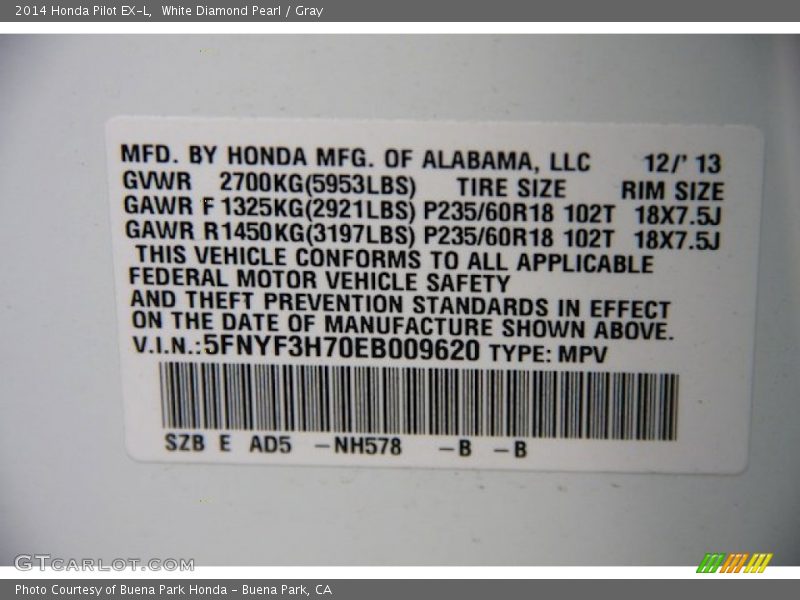 2014 Honda Pilot EX-L, White Diamond Pearl / Gray
MFD. BY HONDA MFG. OF ALABAMA, LLC 12/' 13
GVWR 2700KG(5953LBS) TIRE SIZE RIM SIZE
GAWR F 1325KG(2921LBS) P235/60R18 102T 18X7.5J
GAWR R 1450KG(3197LBS) P235/60R18 102T 18X7.5J
THIS VEHICLE CONFORMS TO ALL APPLICABLE
FEDERAL MOTOR VEHICLE SAFETY
AND THEFT PREVENTION STANDARDS IN EFFECT
ON THE DATE OF MANUFACTURE SHOWN ABOVE.
V.I.N.:5FNYF3H70EB009620 TYPE: MPV
SZB E AD5 –NH578 –B –B
GTCARLOT.COM
Photo Courtesy of Buena Park Honda - Buena Park, CA